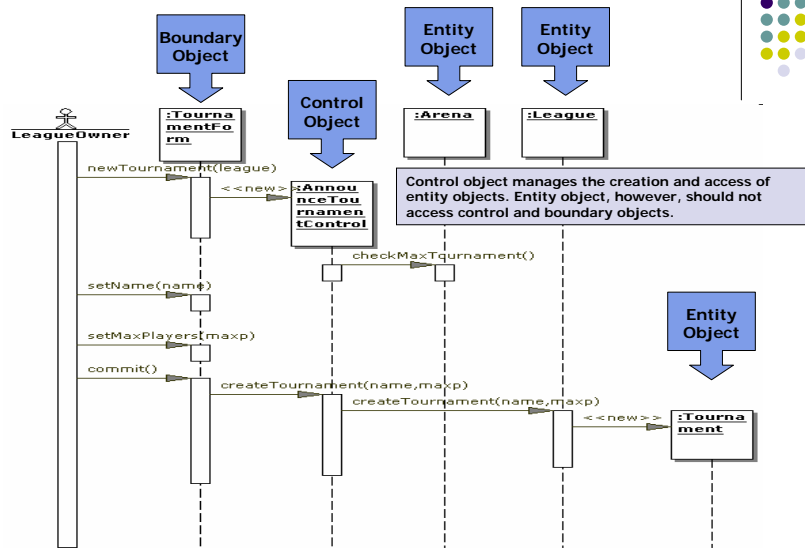 Boundary
Object
Entity
Object
Entity
Object
Control
Object
:Tourna
mentFo
rm
:Arena
:League
LeagueOwner
newTournament(league)
<<new>>
:Annou
nceTou
rnamen
tControl
Control object manages the creation and access of
entity objects. Entity object, however, should not
access control and boundary objects.
checkMaxTournament()
setName(name)
Entity
Object
setMaxPlayers(maxp)
commit()
createTournament(name,maxp)
createTournament(name,maxp)
<<new>>
:Tourna
ment